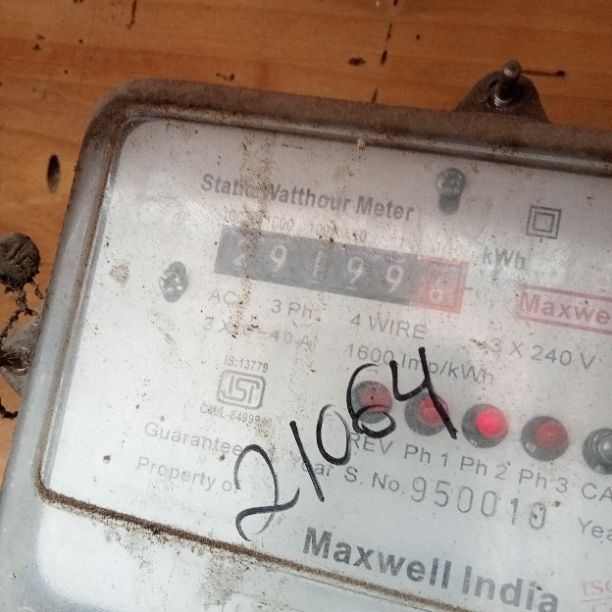 Static Watthour Meter
29199 6 kWh
Maxwe
AC 3 Ph 4 WIRE 3 X 240 V
1600 Imp/kWh
IS:13779
ISI
21064
REV Ph 1 Ph 2 Ph 3 CA
Guarantee
Property of
S. No. 950010
Yea
Maxwell India